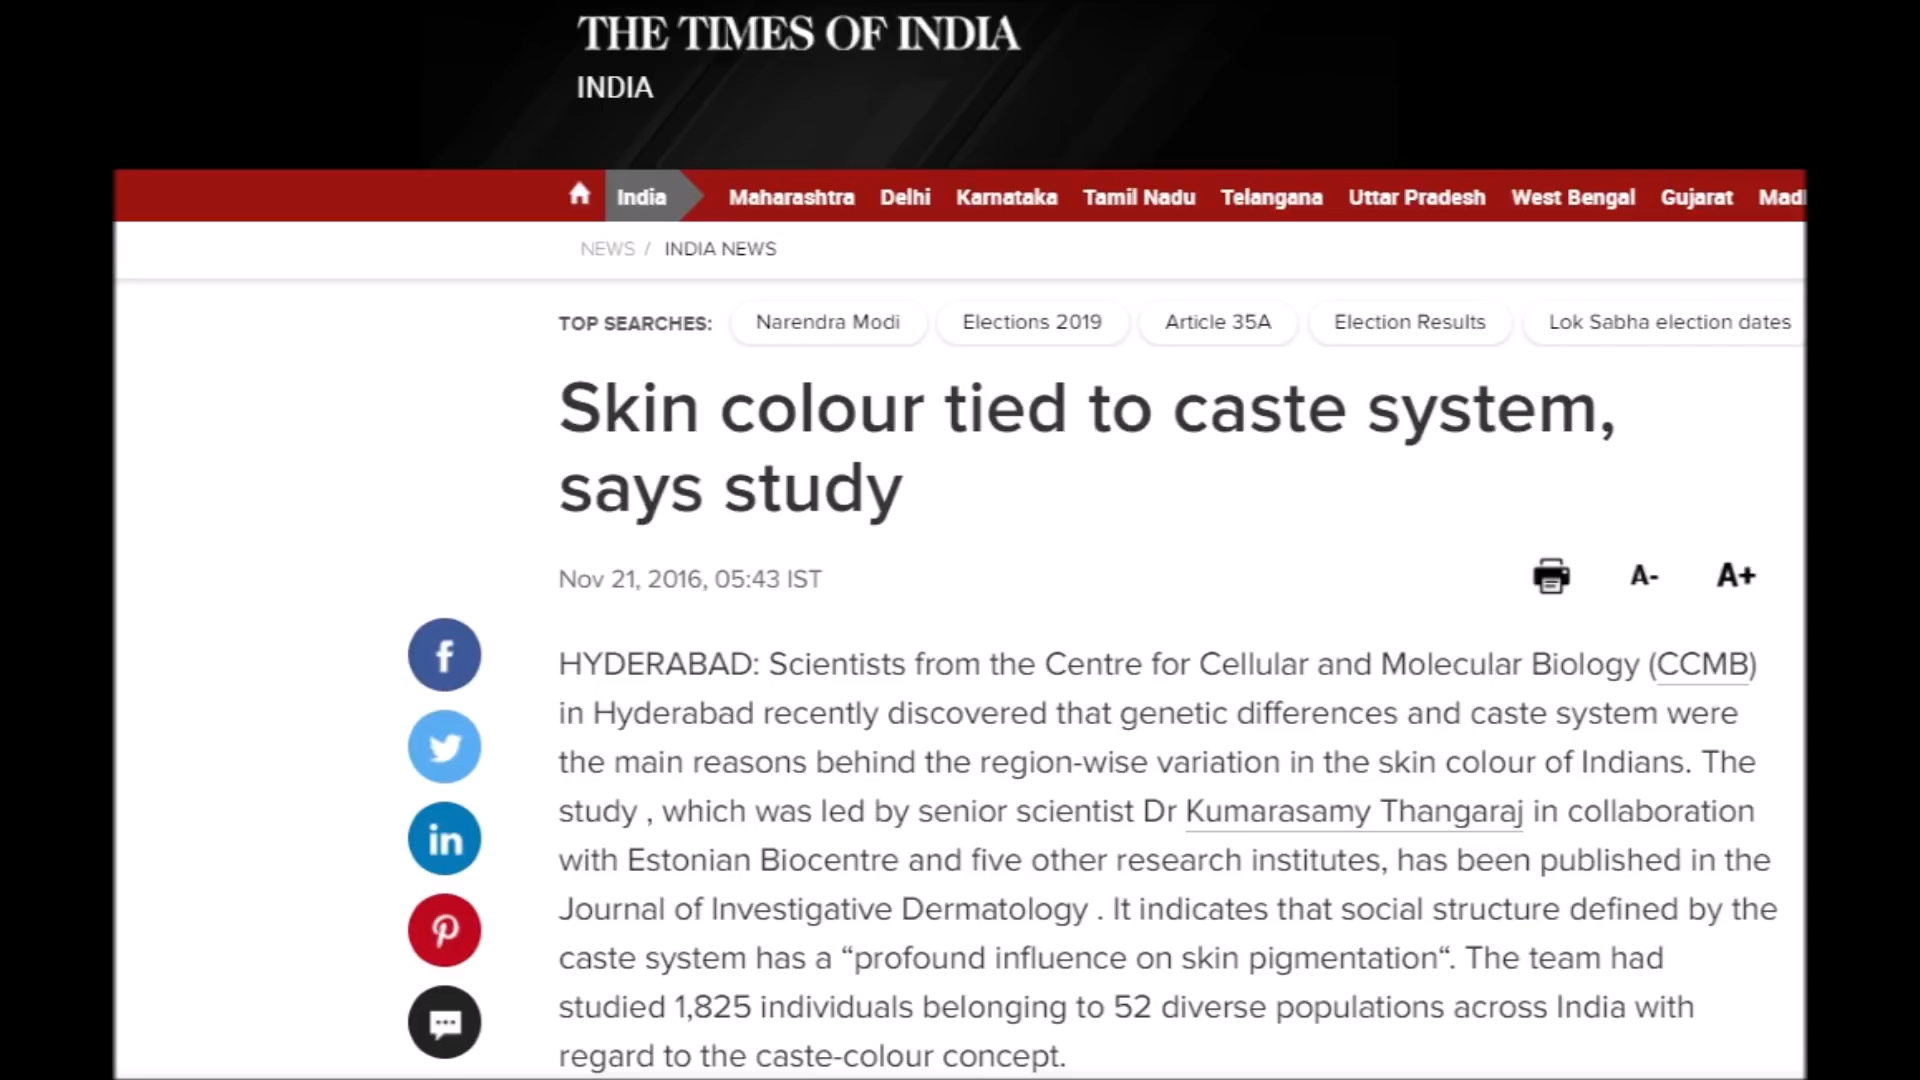 THE TIMES OF INDIA
INDIA
India Maharashtra Delhi Karnataka Tamil Nadu Telangana Uttar Pradesh West Bengal Gujarat Mad
NEWS / INDIA NEWS
TOP SEARCHES: Narendra Modi Elections 2019 Article 35A Election Results Lok Sabha election dates
Skin colour tied to caste system,
says study
Nov 21, 2016, 05:43 IST
A- A+
HYDERABAD: Scientists from the Centre for Cellular and Molecular Biology (CCMB)
in Hyderabad recently discovered that genetic differences and caste system were
the main reasons behind the region-wise variation in the skin colour of Indians. The
study , which was led by senior scientist Dr Kumarasamy Thangaraj in collaboration
with Estonian Biocentre and five other research institutes, has been published in the
Journal of Investigative Dermatology . It indicates that social structure defined by the
caste system has a “profound influence on skin pigmentation“. The team had
studied 1,825 individuals belonging to 52 diverse populations across India with
regard to the caste-colour concept.